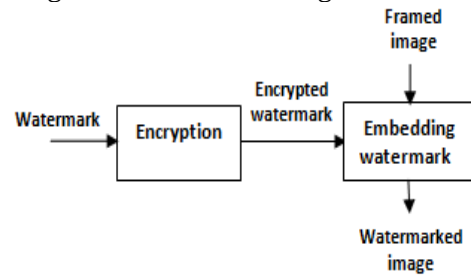 Framed
image
Encrypted
watermark
Watermark
Encryption
Embedding
watermark
Watermarked
image